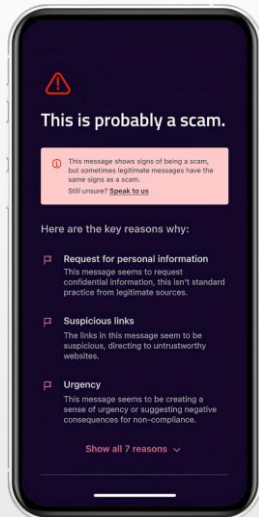 This is probably a scam.
This message shows signs of being a scam,
but sometimes legitimate messages have the
same signs as a scam.
Still unsure? Speak to us
Here are the key reasons why:
Request for personal information
This message seems to request
confidential information, this isn't standard
practice from legitimate sources.
Suspicious links
The links in this message seem to be
suspicious, directing to untrustworthy
websites.
Urgency
This message seems to be creating a
sense of urgency or suggesting negative
consequences for non-compliance.
Show all 7 reasons